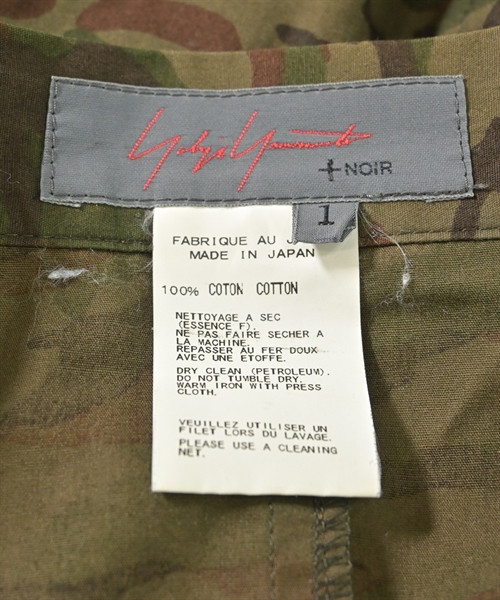 Yohji Yamamoto
+NOIR
1
FABRIQUE AU J
MADE IN JAPAN
100% COTON COTTON
NETTOYAGE A SEC
(ESSENCE F).
NE PAS FAIRE SECHER A
LA MACHINE.
REPASSER AU FER DOUX
AVEC UNE ETOFFE.
DRY CLEAN (PETROLEUM).
DO NOT TUMBLE DRY.
WARM IRON WITH PRESS
CLOTH.
VEUILLEZ UTILISER UN
FILET LORS DU LAVAGE.
PLEASE USE A CLEANING
NET.